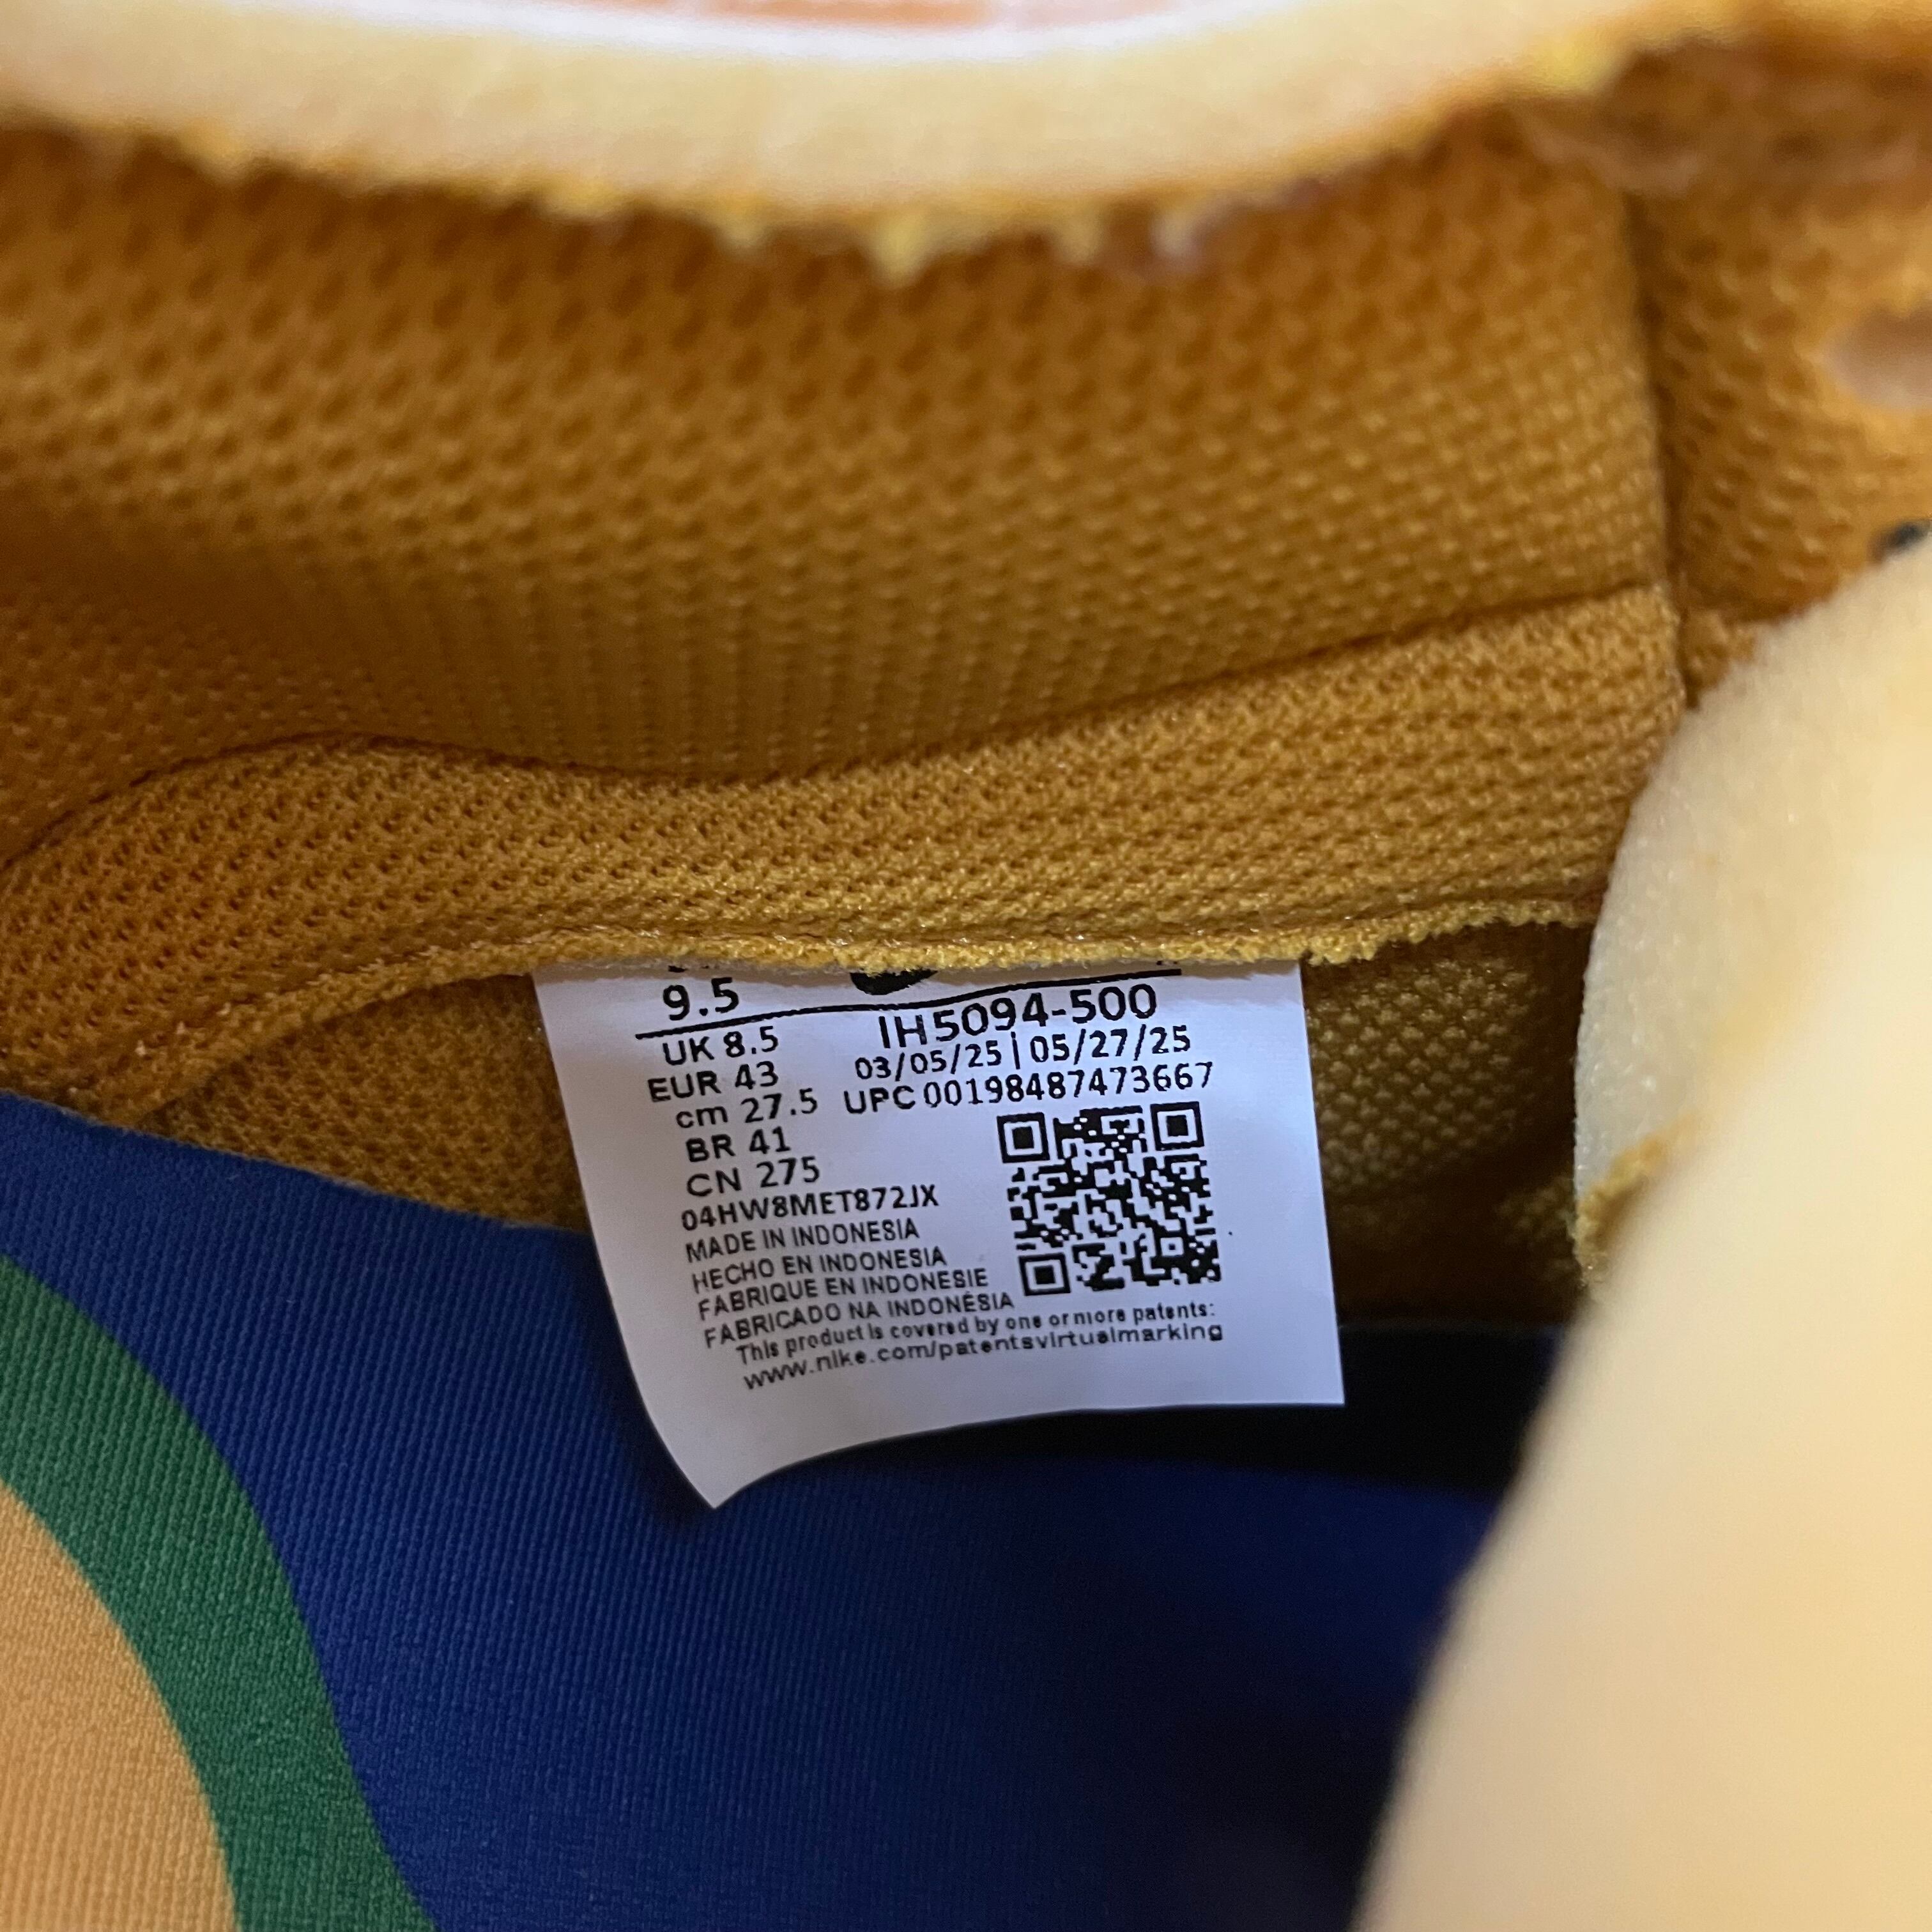 9.5
IH5094-500
UK 8.5
03/05/25 | 05/27/25
EUR 43
UPC 00198487473667
cm 27.5
BR 41
CN 275
04HW8MET872JX
MADE IN INDONESIA
HECHO EN INDONESIA
FABRIQUE EN INDONESIE
FABRICADO NA INDONÉSIA
This product is covered by one or more patents:
www.nike.com/patentsvirtualmarking